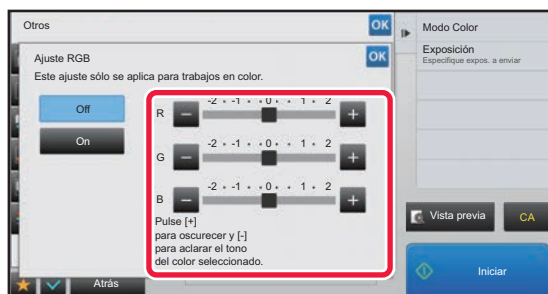 Otros
OK
Modo Color
Exposición
Especifique expos. a enviar
Ajuste RGB
OK
Este ajuste sólo se aplica para trabajos en color.
Off
On
-2 • -1 • • 0 • • 1 • 2
R - +
-2 • -1 • • 0 • • 1 • 2
G - +
-2 • -1 • • 0 • • 1 • 2
B - +
Pulse [+]
para oscurecer y [-]
para aclarar el tono
del color seleccionado.
Vista previa
CA
Atrás
Iniciar